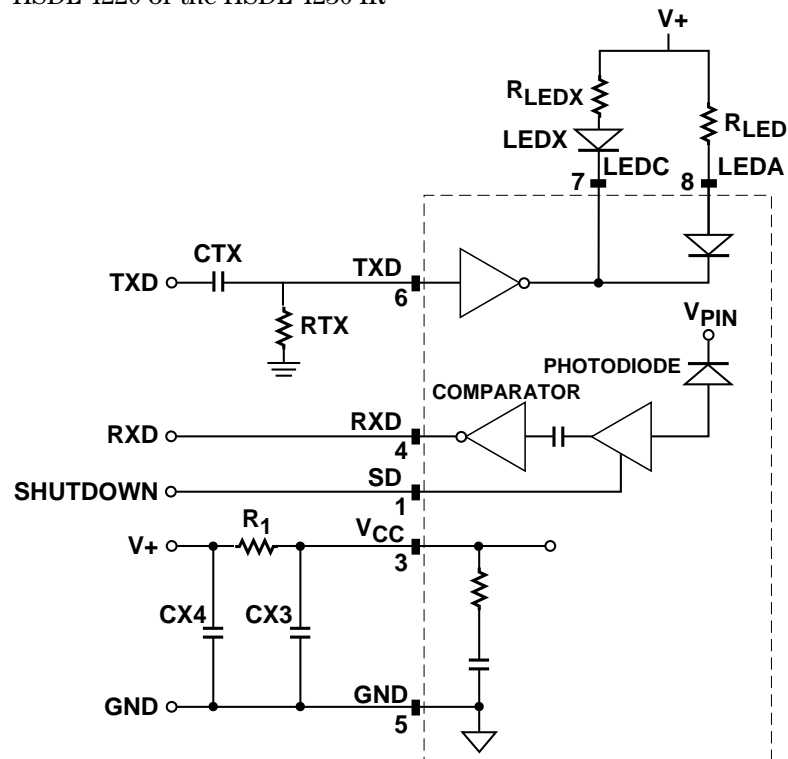 HSDL-4220 or the HSDL-4230 IR
V+
RLEDX
RLED
LEDX
LEDC
LEDA
7
8
CTX
TXD
TXD
6
RTX
VPIN
PHOTODIODE
COMPARATOR
RXD
RXD
4
SHUTDOWN
SD
1
R1
V+
VCC
3
CX4
CX3
GND
GND
5